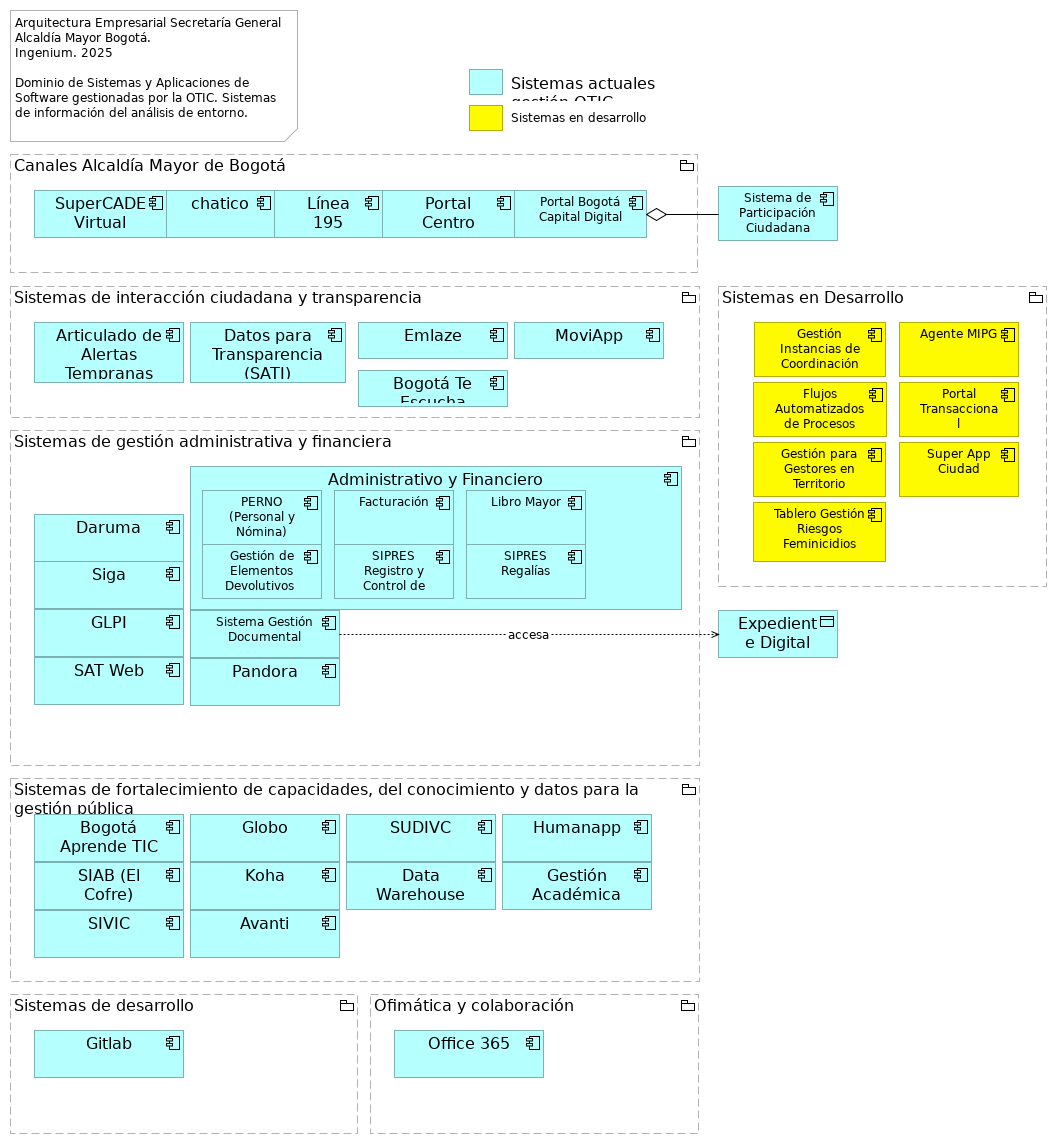 Arquitectura Empresarial Secretaría General
Alcaldía Mayor Bogotá.
Ingenium. 2025
Dominio de Sistemas y Aplicaciones de
Software gestionadas por la OTIC. Sistemas
de información del análisis de entorno.
Sistemas actuales
gestión OTIC
Sistemas en desarrollo
Canales Alcaldía Mayor de Bogotá
SuperCADE
Virtual
chatico
Línea
195
Portal
Centro
Portal Bogotá
Capital Digital
Sistema de
Participación
Ciudadana
Sistemas de interacción ciudadana y transparencia
Articulado de
Alertas
Tempranas
Datos para
Transparencia
(SATI)
Emlaze
MoviApp
Bogotá Te
Escucha
Sistemas en Desarrollo
Gestión
Instancias de
Coordinación
Agente MIPG
Flujos
Automatizados
de Procesos
Portal
Transacciona
l
Gestión para
Gestores en
Territorio
Super App
Ciudad
Tablero Gestión
Riesgos
Feminicidios
Sistemas de gestión administrativa y financiera
Administrativo y Financiero
PERNO
(Personal y
Nómina)
Facturación
Libro Mayor
Gestión de
Elementos
Devolutivos
SIPRES
Registro y
Control de
SIPRES
Regalías
Daruma
Siga
GLPI
SAT Web
Sistema Gestión
Documental
Pandora
accesa
Expedient
e Digital
Sistemas de fortalecimiento de capacidades, del conocimiento y datos para la
gestión pública
Bogotá
Aprende TIC
Globo
SUDIVC
Humanapp
SIAB (El
Cofre)
Koha
Data
Warehouse
Gestión
Académica
SIVIC
Avanti
Sistemas de desarrollo
Gitlab
Ofimática y colaboración
Office 365